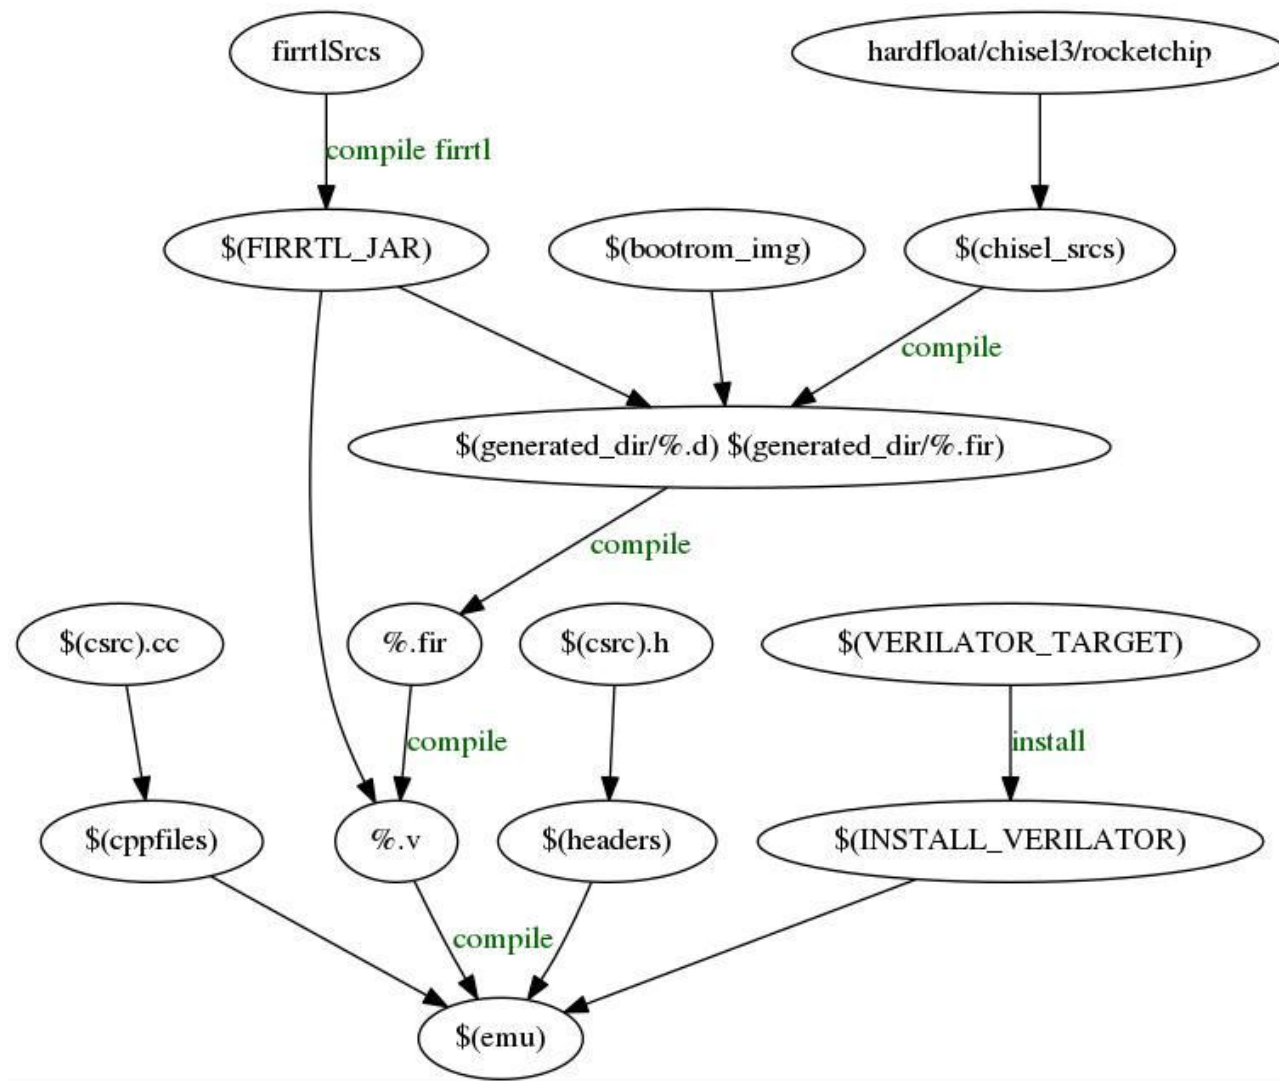 firrtlSrcs
hardfloat/chisel3/rocketchip
compile firrtl
$(FIRRTL_JAR)
$(bootrom_img)
$(chisel_srcs)
compile
$(generated_dir/%.d) $(generated_dir/%.fir)
compile
$(csrc).cc
%.fir
$(csrc).h
$(VERILATOR_TARGET)
compile
install
$(cppfiles)
%.v
$(headers)
$(INSTALL_VERILATOR)
compile
$(emu)